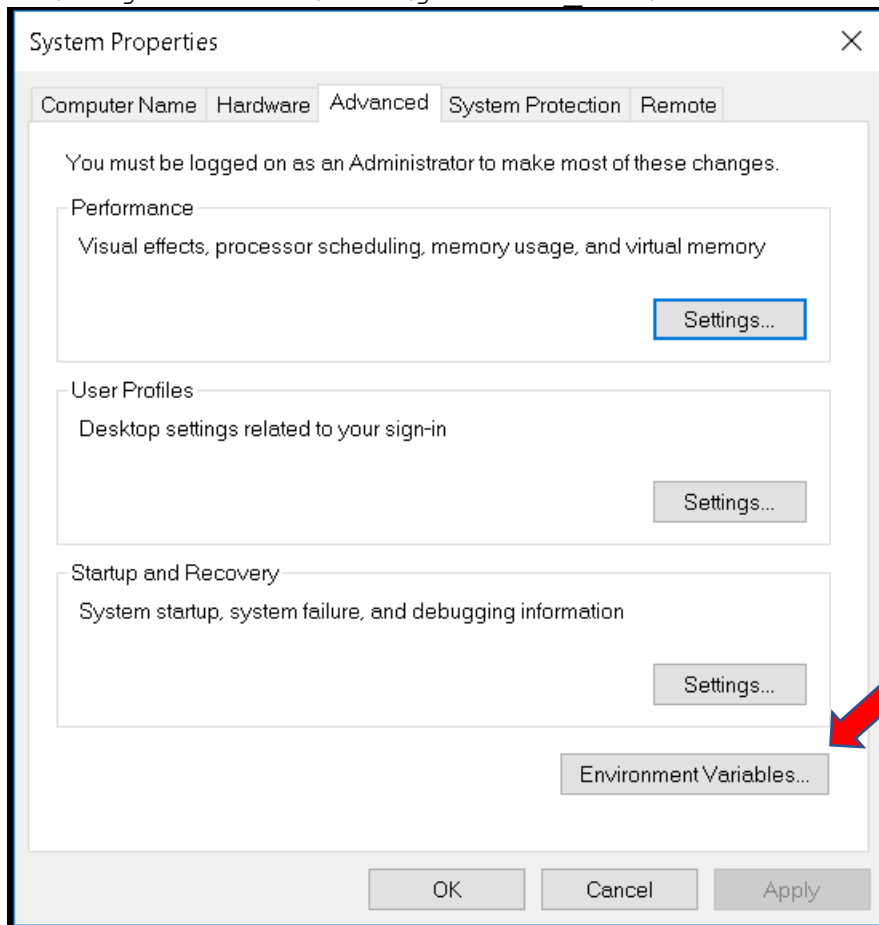 System Properties
Computer Name Hardware Advanced System Protection Remote
You must be logged on as an Administrator to make most of these changes.
Performance
Visual effects, processor scheduling, memory usage, and virtual memory
Settings...
User Profiles
Desktop settings related to your sign-in
Settings...
Startup and Recovery
System startup, system failure, and debugging information
Settings...
Environment Variables...
OK Cancel Apply